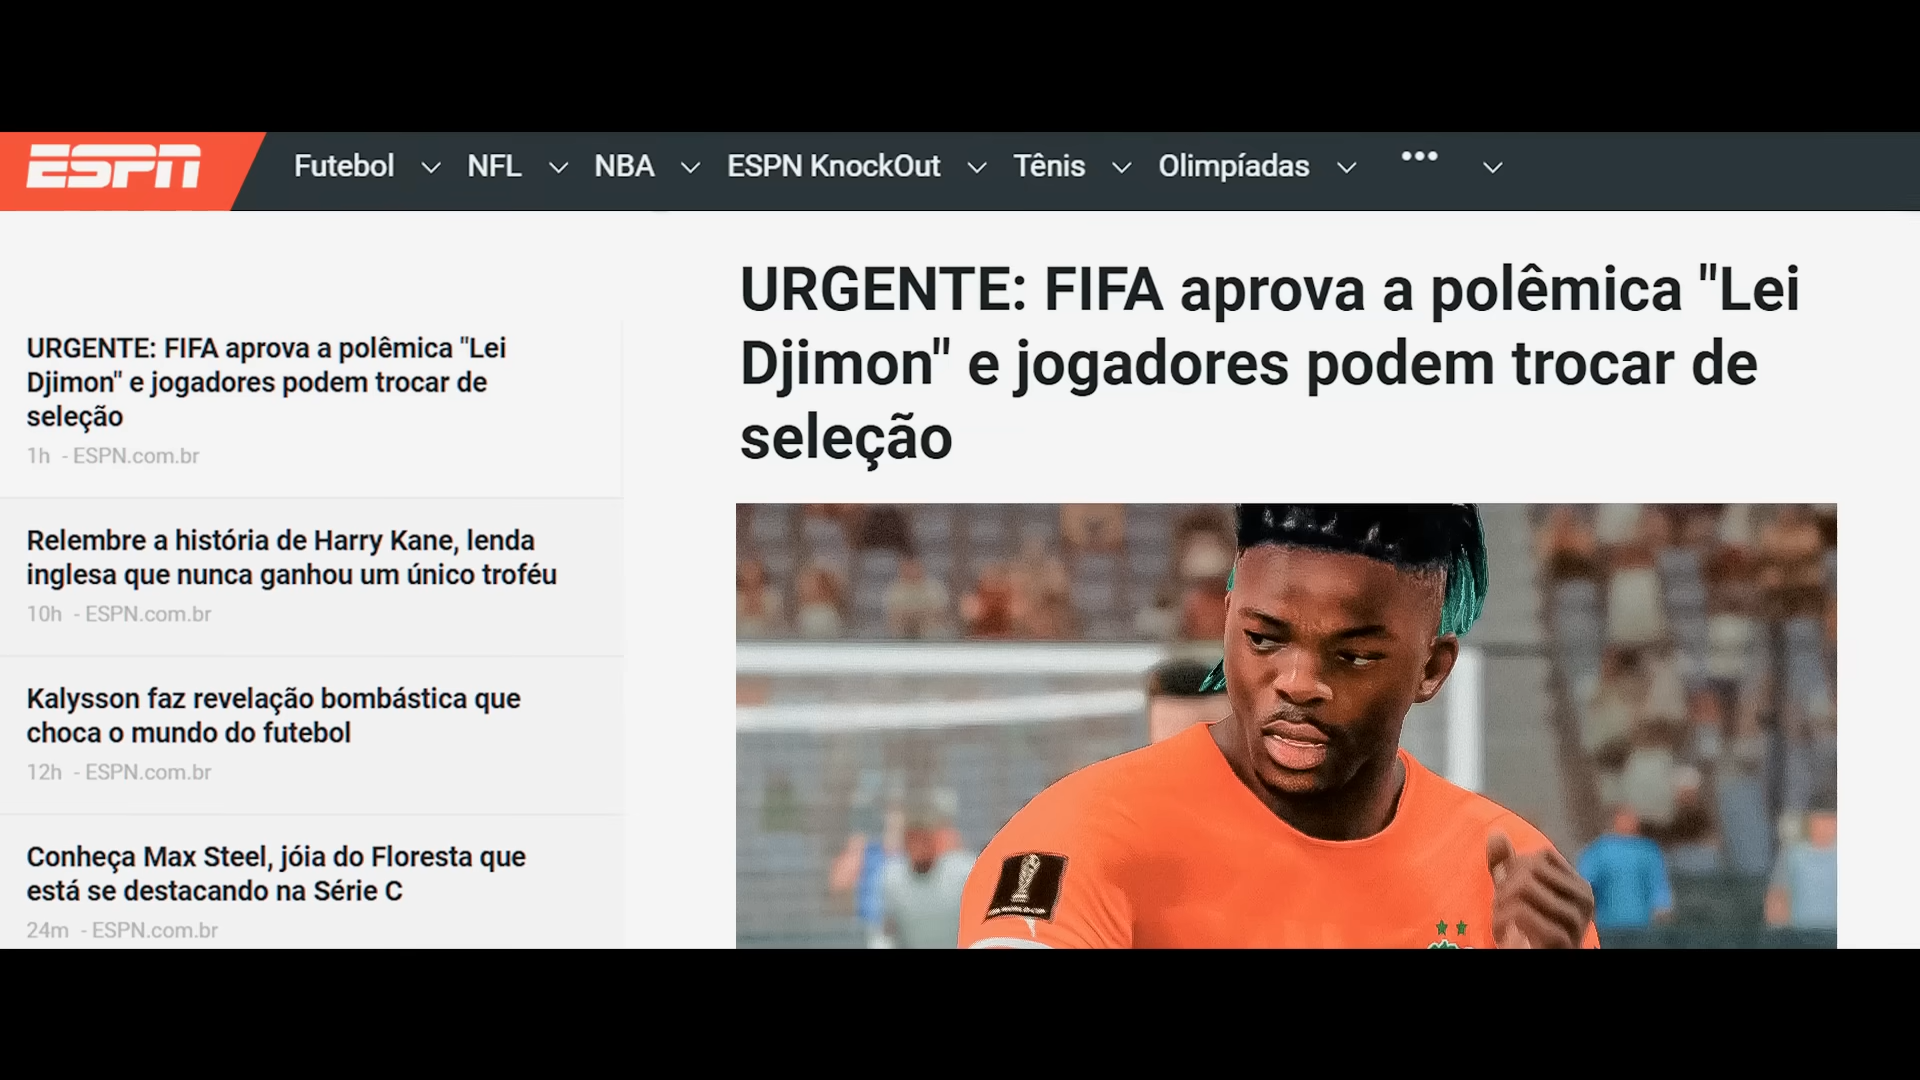 ESPN
Futebol NFL NBA ESPN KnockOut Tênis Olimpíadas •••
URGENTE: FIFA aprova a polêmica "Lei
Djimon" e jogadores podem trocar de
seleção
1h - ESPN.com.br
Relembre a história de Harry Kane, lenda
inglesa que nunca ganhou um único troféu
10h - ESPN.com.br
Kalysson faz revelação bombástica que
choca o mundo do futebol
12h - ESPN.com.br
Conheça Max Steel, jóia do Floresta que
está se destacando na Série C
24m - ESPN.com.br
URGENTE: FIFA aprova a polêmica "Lei
Djimon" e jogadores podem trocar de
seleção